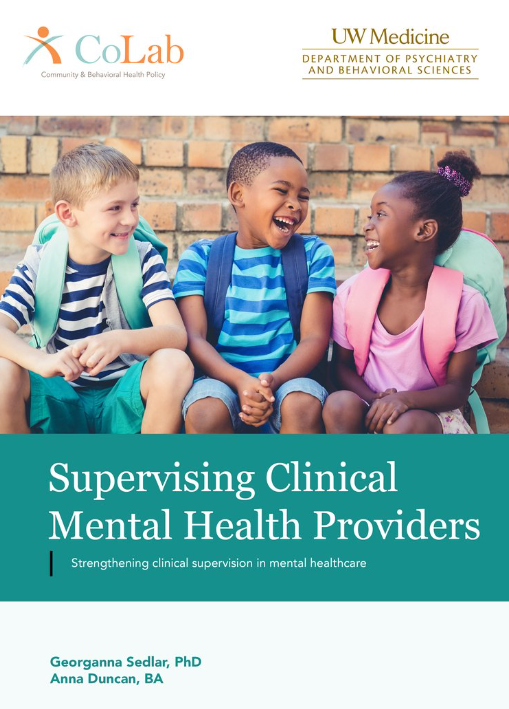 CoLab
Community & Behavioral Health Policy
UW Medicine
DEPARTMENT OF PSYCHIATRY
AND BEHAVIORAL SCIENCES
Supervising Clinical
Mental Health Providers
Strengthening clinical supervision in mental healthcare
Georganna Sedlar, PhD
Anna Duncan, BA